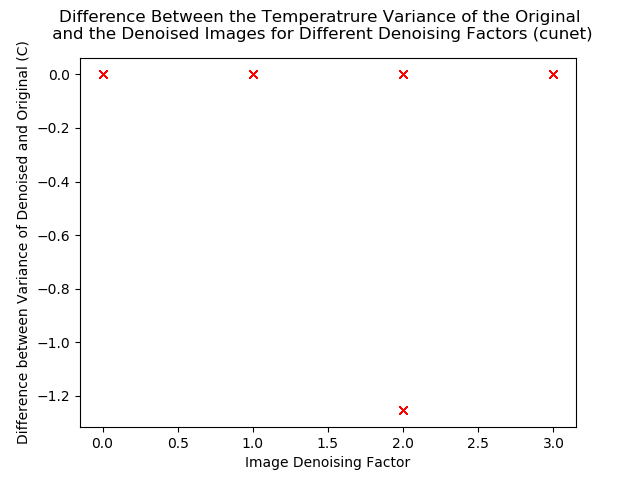 Difference Between the Temperatrure Variance of the Original
and the Denoised Images for Different Denoising Factors (cunet)
Difference between Variance of Denoised and Original (C)
0.0
−0.2
−0.4
−0.6
−0.8
−1.0
−1.2
0.0 0.5 1.0 1.5 2.0 2.5 3.0
Image Denoising Factor